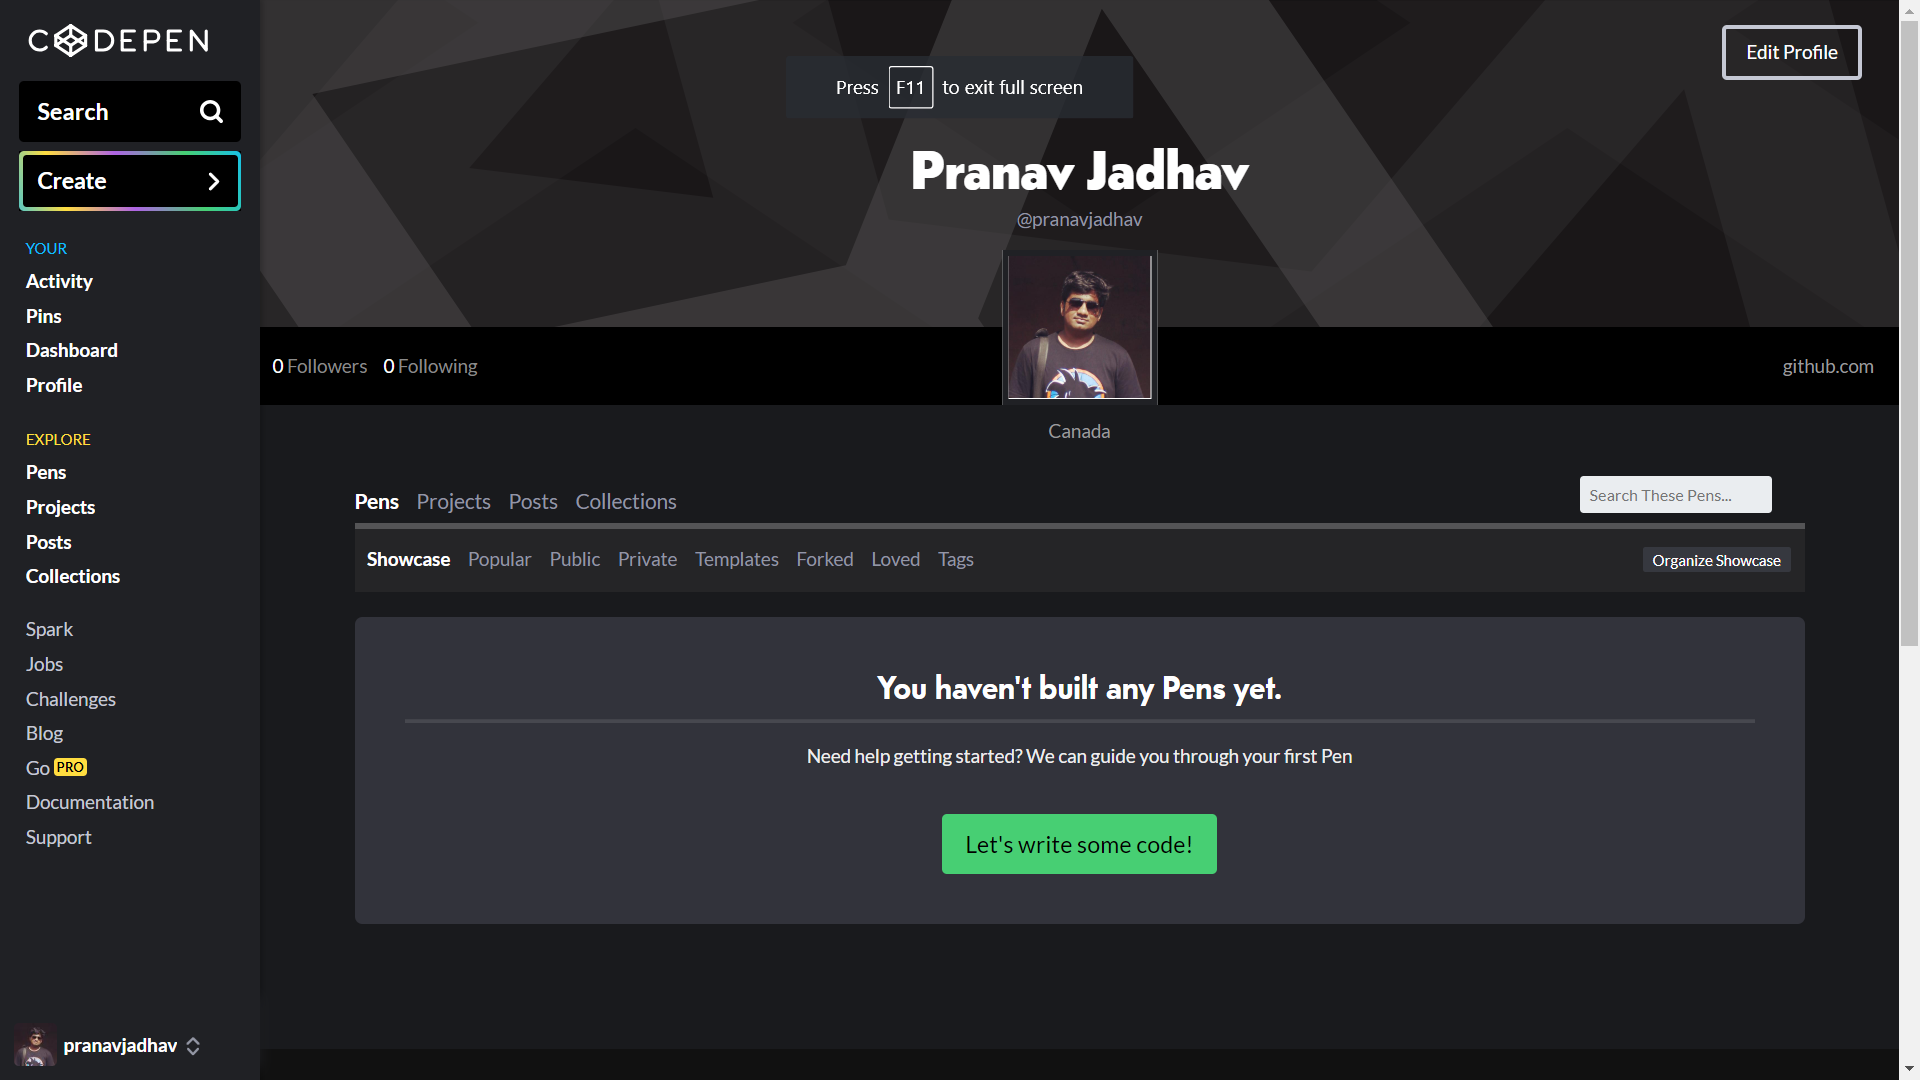 CODEPEN
Search
Create
YOUR
Activity
Pins
Dashboard
Profile
EXPLORE
Pens
Projects
Posts
Collections
Spark
Jobs
Challenges
Blog
Go PRO
Documentation
Support
pranavjadhav
Edit Profile
Press F11 to exit full screen
Pranav Jadhav
@pranavjadhav
0 Followers 0 Following
github.com
Canada
Pens Projects Posts Collections
Search These Pens...
Showcase Popular Public Private Templates Forked Loved Tags
Organize Showcase
You haven't built any Pens yet.
Need help getting started? We can guide you through your first Pen
Let's write some code!